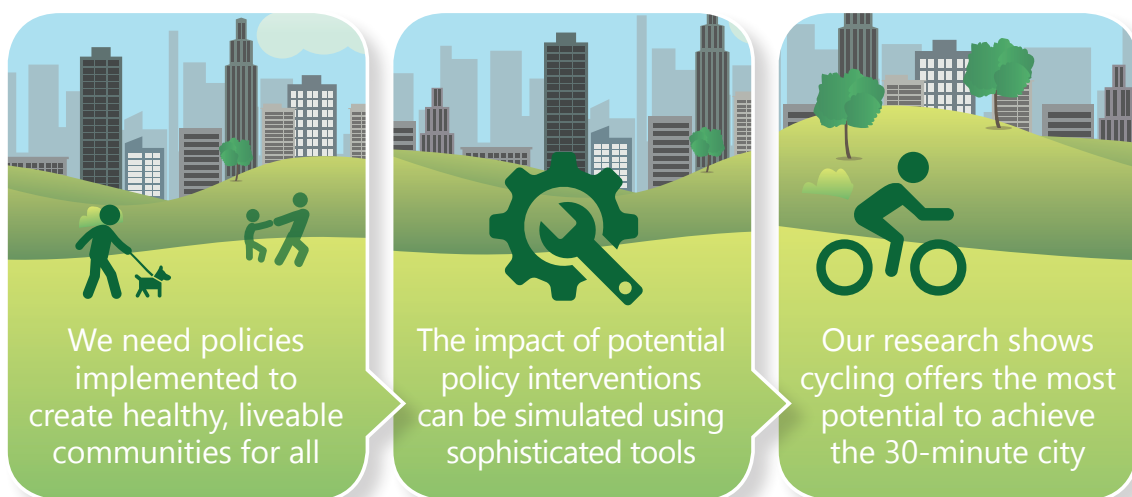 We need policies
implemented to
create healthy, liveable
communities for all
The impact of potential
policy interventions
can be simulated using
sophisticated tools
Our research shows
cycling offers the most
potential to achieve
the 30-minute city